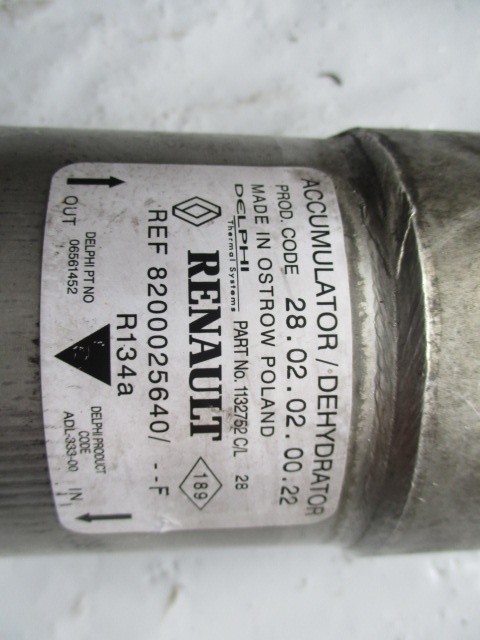 ACCUMULATOR / DEHYDRATOR
PROD. CODE 28.02.02.00.22
MADE IN OSTROW POLAND
DELPHI PART No. 1132752 C/L 28
Thermal Systems
RENAULT 189
REF 8200025640/ --F
R134a
DELPHI PT NO
06561452
OUT
DELPHI PRODUCT
CODE
ADL-333-00
IN